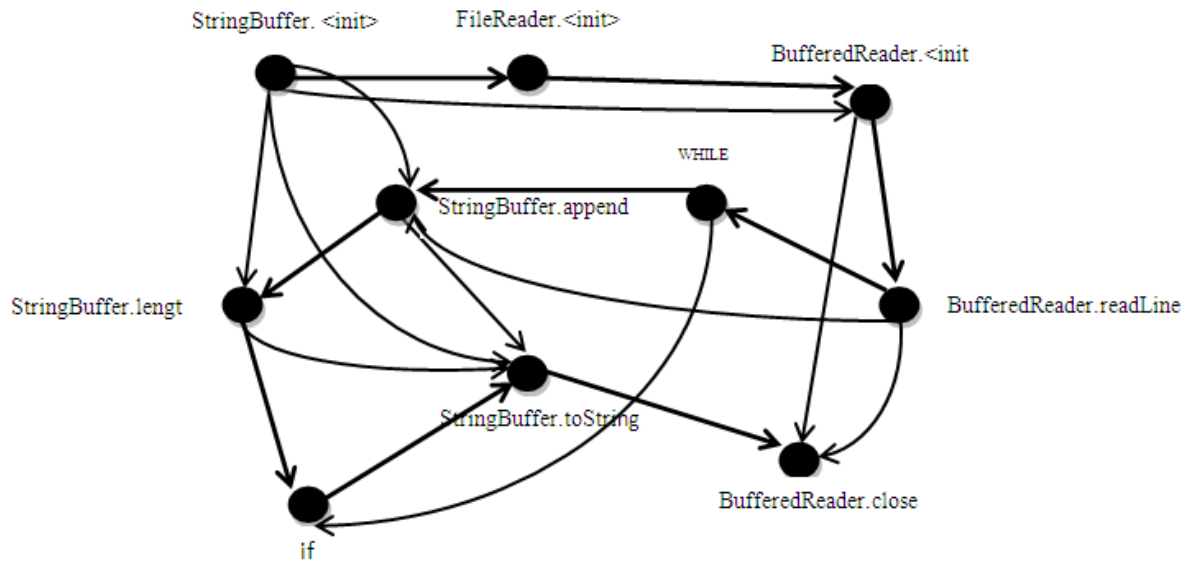 StringBuffer. <init>
FileReader.<init>
BufferedReader.<init
WHILE
StringBuffer.append
StringBuffer.lengt
BufferedReader.readLine
StringBuffer.toString
BufferedReader.close
if